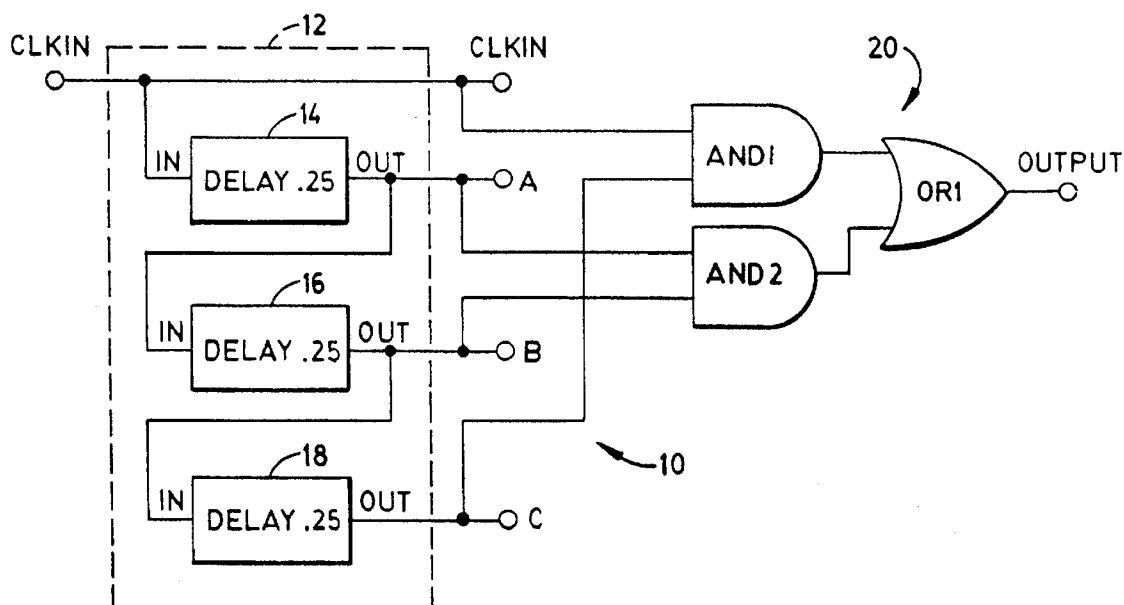 12
CLKIN
CLKIN
20
14
IN
DELAY .25
OUT
A
AND1
OR1
OUTPUT
16
IN
DELAY .25
OUT
B
AND2
18
IN
DELAY .25
OUT
C
10